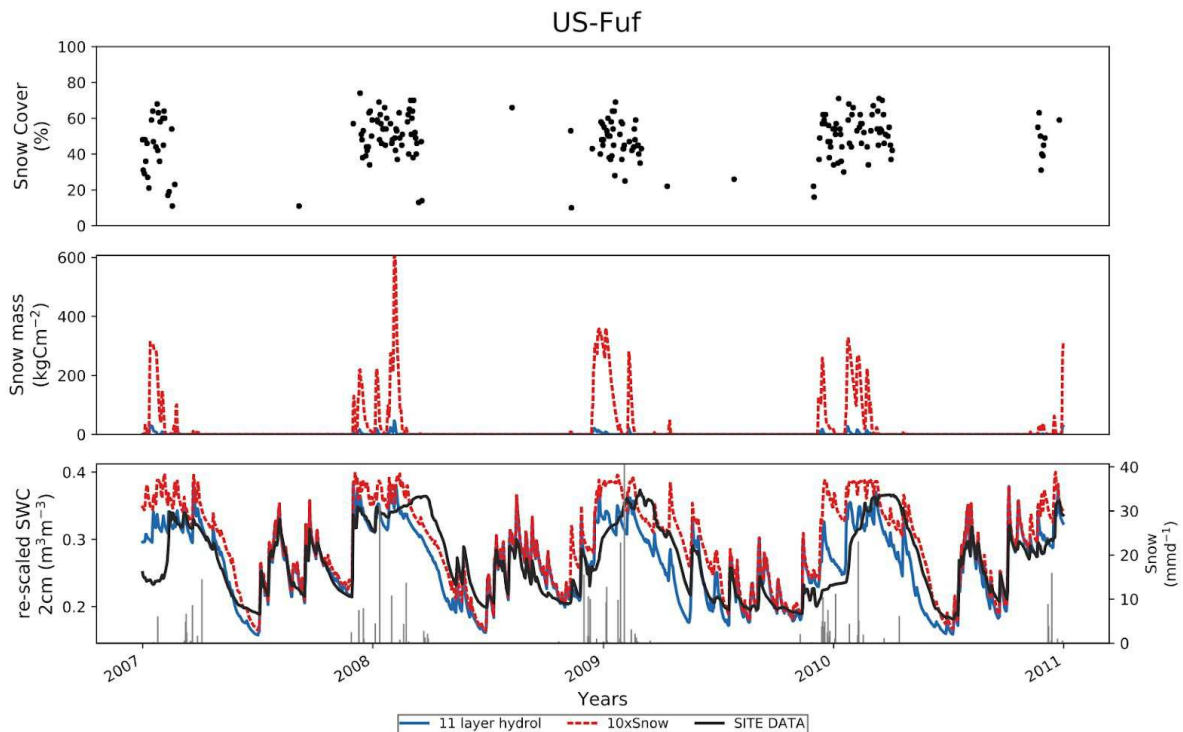 US-Fuf
Snow Cover
(%)
100
80
60
40
20
0
Snow mass
(kgCm⁻²)
600
400
200
0
re-scaled SWC
2cm (m³m⁻³)
0.4
0.3
0.2
40
30
20
10
0
Snow
(mmd⁻¹)
2007
2008
2009
2010
2011
Years
11 layer hydrol
10xSnow
SITE DATA